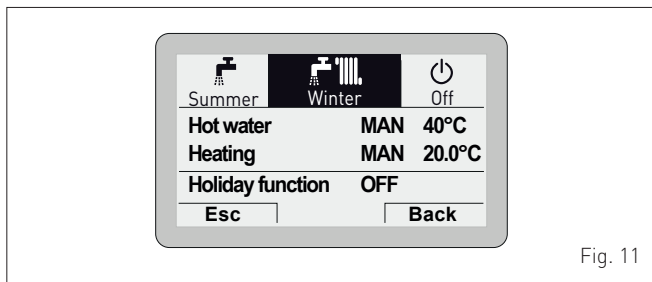 Summer Winter Off
Hot water MAN 40°C
Heating MAN 20.0°C
Holiday function OFF
Esc Back
Fig. 11